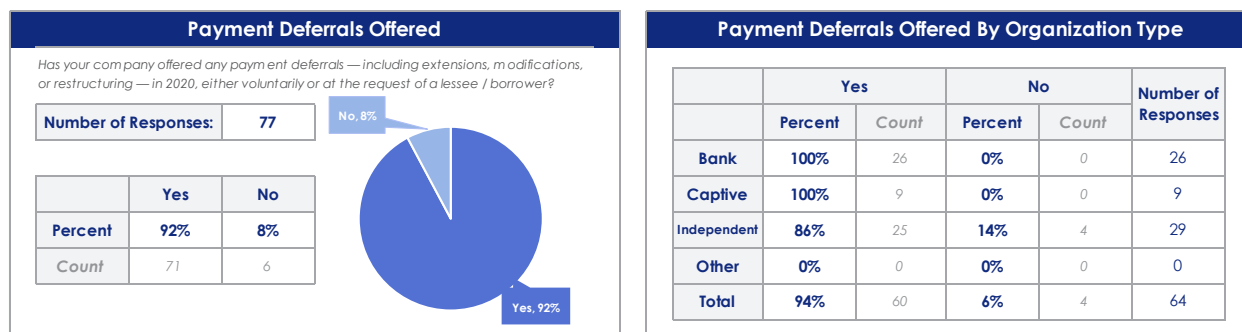 Payment Deferrals Offered
Has your company offered any payment deferrals — including extensions, modifications,
or restructuring — in 2020, either voluntarily or at the request of a lessee / borrower?
Number of Responses: 77
No, 8%
Yes No
Percent 92% 8%
Count 71 6
Yes, 92%
Payment Deferrals Offered By Organization Type
Yes No Number of
Responses
Percent Count Percent Count
Bank 100% 26 0% 0 26
Captive 100% 9 0% 0 9
Independent 86% 25 14% 4 29
Other 0% 0 0% 0 0
Total 94% 60 6% 4 64